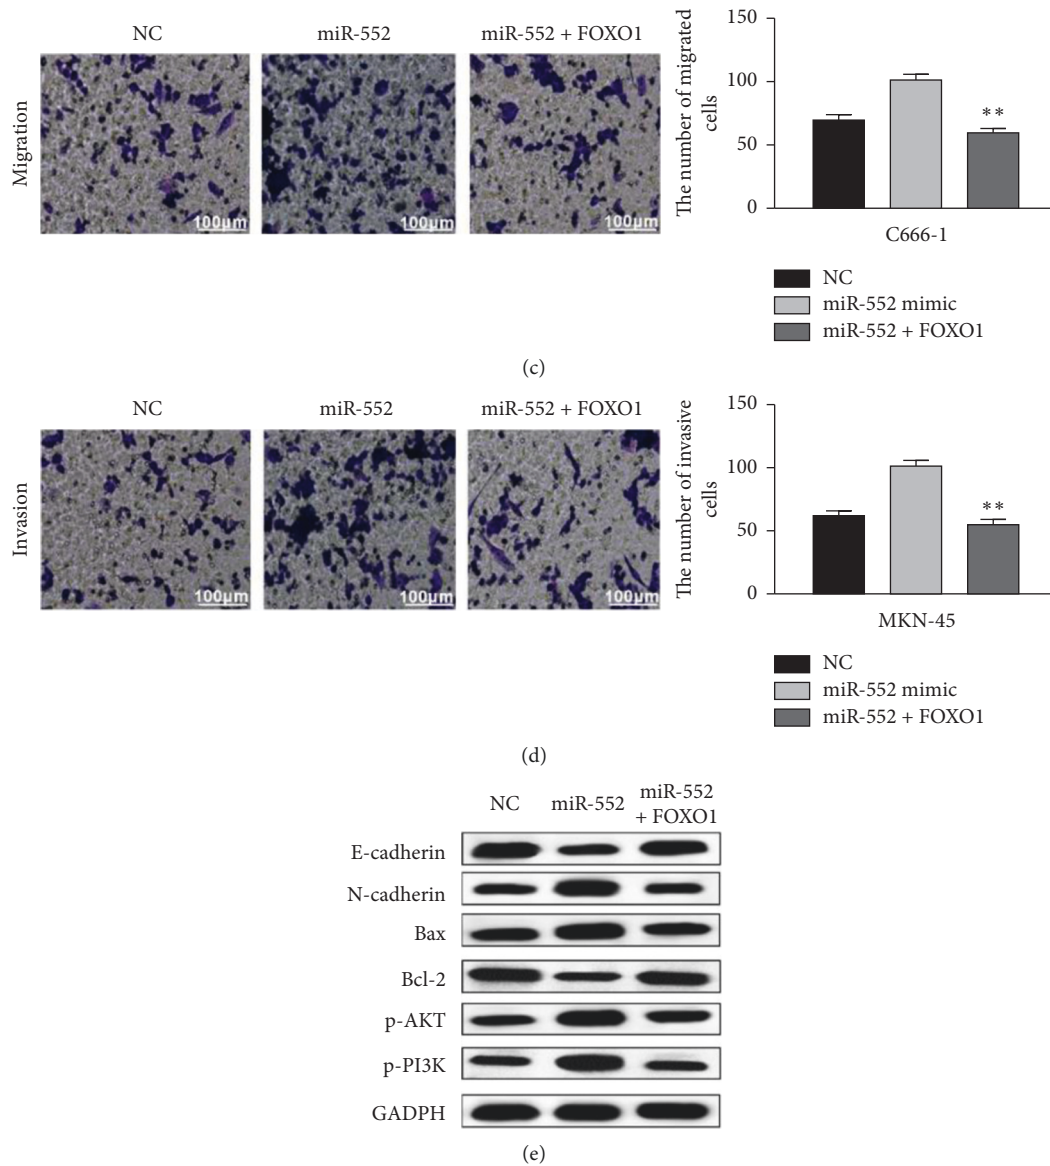 NC miR-552 miR-552 + FOXO1
Migration
100μm 100μm 100μm
The number of migrated
cells
150
100
**
50
0
C666-1
NC
miR-552 mimic
miR-552 + FOXO1
(c)
NC miR-552 miR-552 + FOXO1
Invasion
100μm 100μm 100μm
The number of invasive
cells
150
100
**
50
0
MKN-45
NC
miR-552 mimic
miR-552 + FOXO1
(d)
NC miR-552 miR-552
+ FOXO1
E-cadherin
N-cadherin
Bax
Bcl-2
p-AKT
p-PI3K
GADPH
(e)